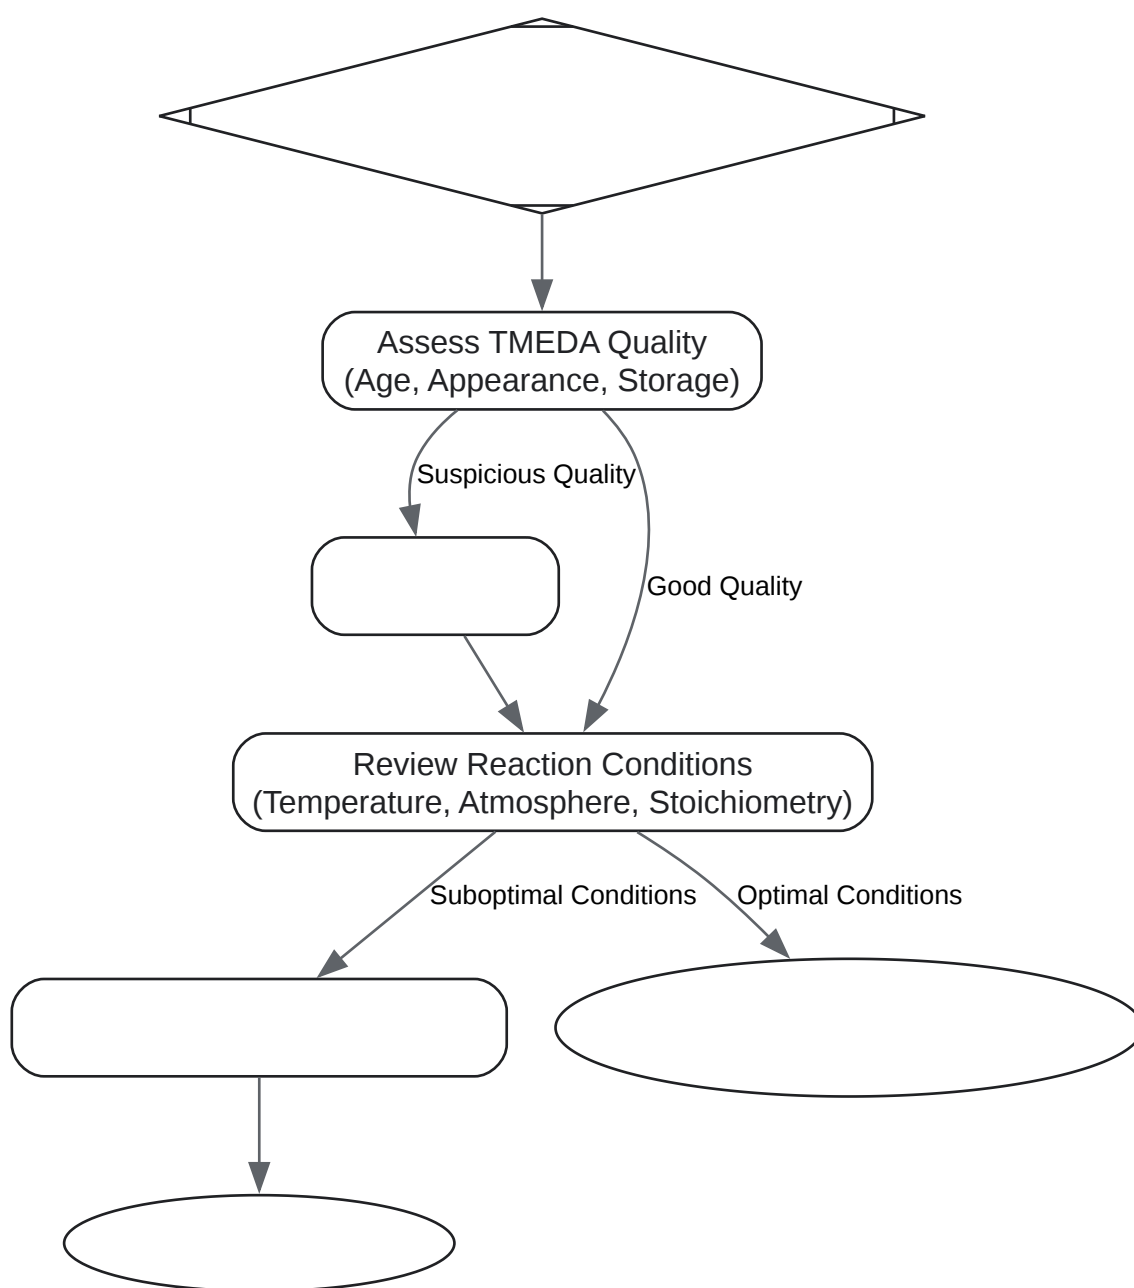 Assess TMEDA Quality
(Age, Appearance, Storage)
Suspicious Quality
Good Quality
Review Reaction Conditions
(Temperature, Atmosphere, Stoichiometry)
Suboptimal Conditions
Optimal Conditions